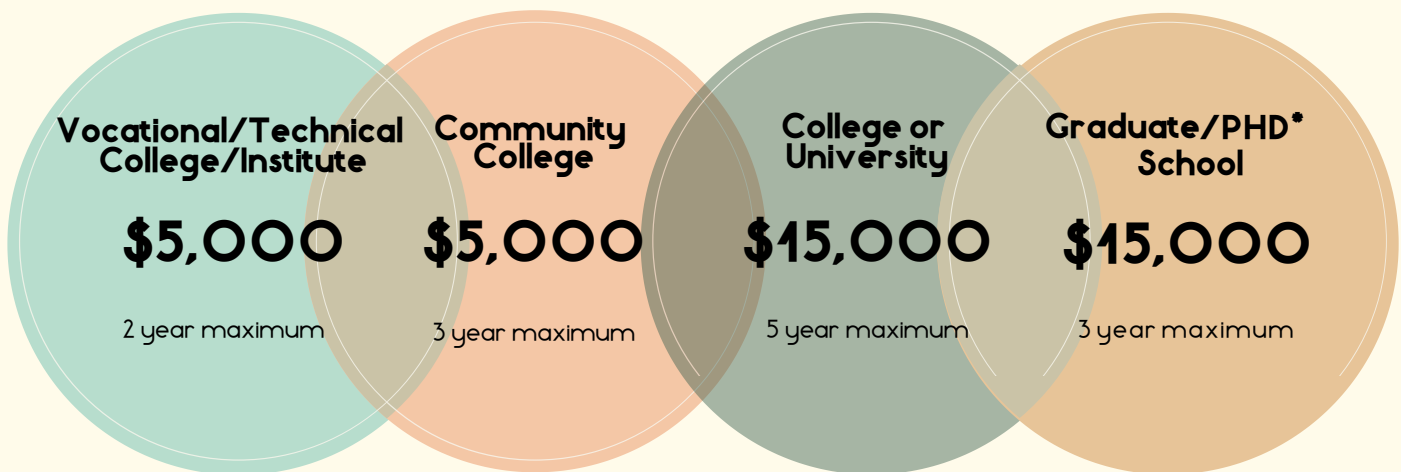 Vocational/Technical
College/Institute
$5,000
2 year maximum
Community
College
$5,000
3 year maximum
College or
University
$15,000
5 year maximum
Graduate/PHD*
School
$15,000
3 year maximum